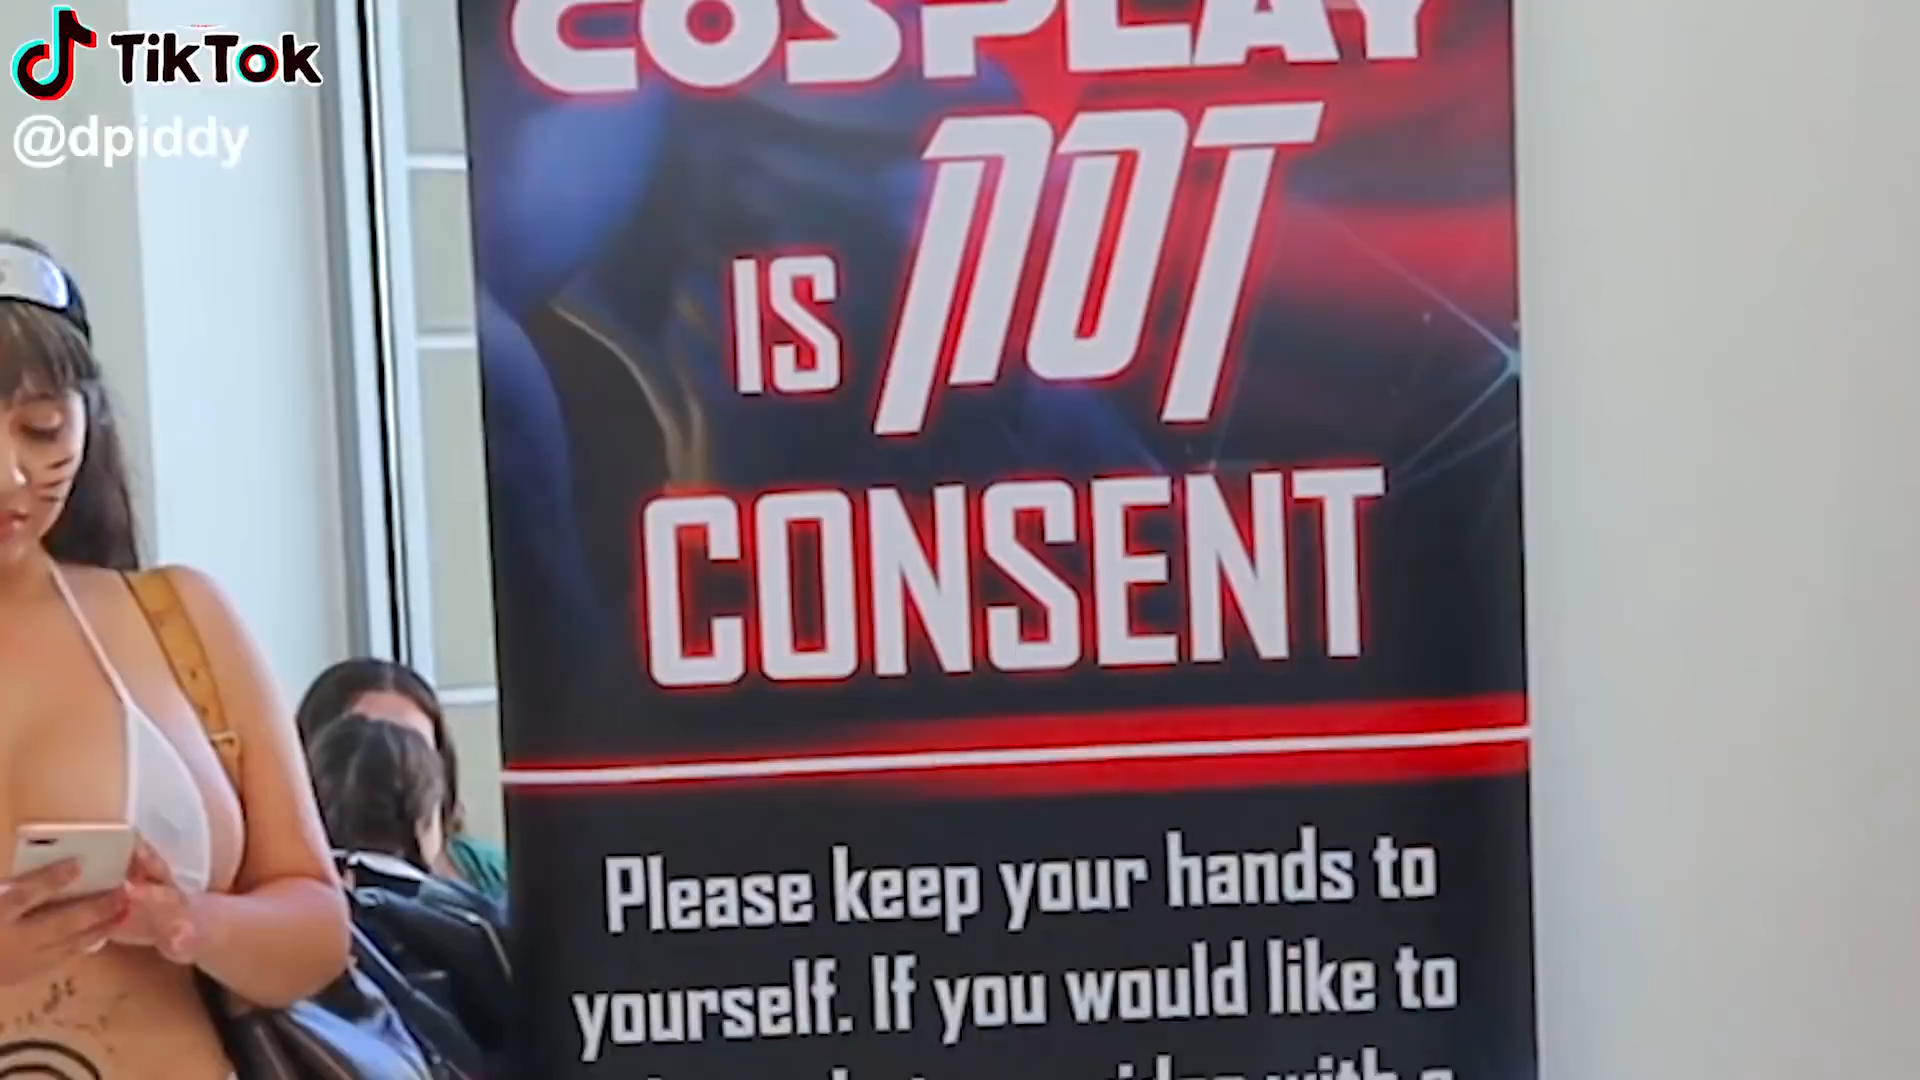 TikTok
@dpiddy
COSPLAY
IS NOT
CONSENT
Please keep your hands to
yourself. If you would like to